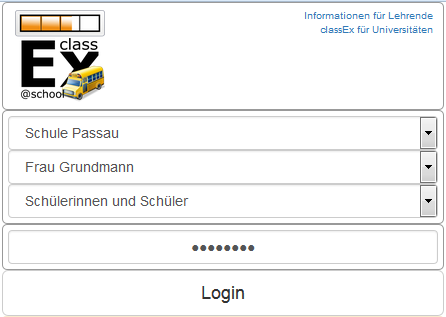 class
Ex
@school
Informationen für Lehrende
classEx für Universitäten
Schule Passau
Frau Grundmann
Schülerinnen und Schüler
●●●●●●●●
Login